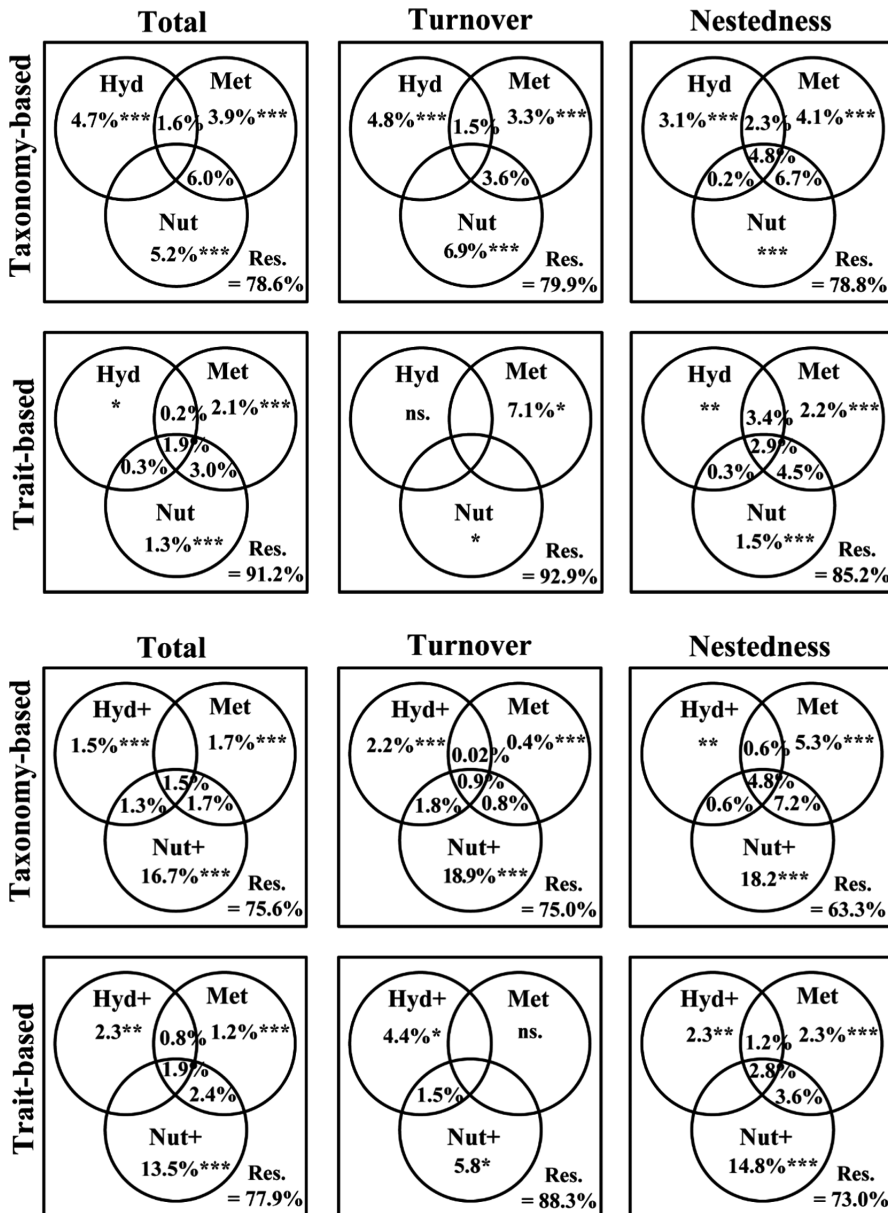 Total Turnover Nestedness
Taxonomy-based
Hyd Met
4.7%*** 1.6% 3.9%***
6.0%
Nut
5.2%*** Res.
= 78.6%
Hyd Met
4.8%*** 1.5% 3.3%***
3.6%
Nut
6.9%*** Res.
= 79.9%
Hyd Met
3.1%*** 2.3% 4.1%***
4.8%
0.2% 6.7%
Nut
*** Res.
= 78.8%
Trait-based
Hyd Met
* 0.2% 2.1%***
1.9%
0.3% 3.0%
Nut
1.3%*** Res.
= 91.2%
Hyd Met
ns. 7.1%*
Nut
* Res.
= 92.9%
Hyd Met
** 3.4% 2.2%***
2.9%
0.3% 4.5%
Nut
1.5%*** Res.
= 85.2%
Total Turnover Nestedness
Taxonomy-based
Hyd+ Met
1.5%*** 1.7%***
1.5%
1.3% 1.7%
Nut+
16.7%*** Res.
= 75.6%
Hyd+ Met
2.2%*** 0.02% 0.4%***
0.9%
1.8% 0.8%
Nut+
18.9%*** Res.
= 75.0%
Hyd+ Met
** 0.6% 5.3%***
4.8%
0.6% 7.2%
Nut+
18.2*** Res.
= 63.3%
Trait-based
Hyd+ Met
2.3** 0.8% 1.2%***
1.9%
2.4%
Nut+
13.5%*** Res.
= 77.9%
Hyd+ Met
4.4%* ns.
1.5%
Nut+
5.8* Res.
= 88.3%
Hyd+ Met
2.3** 1.2% 2.3%***
2.8%
3.6%
Nut+
14.8%*** Res.
= 73.0%